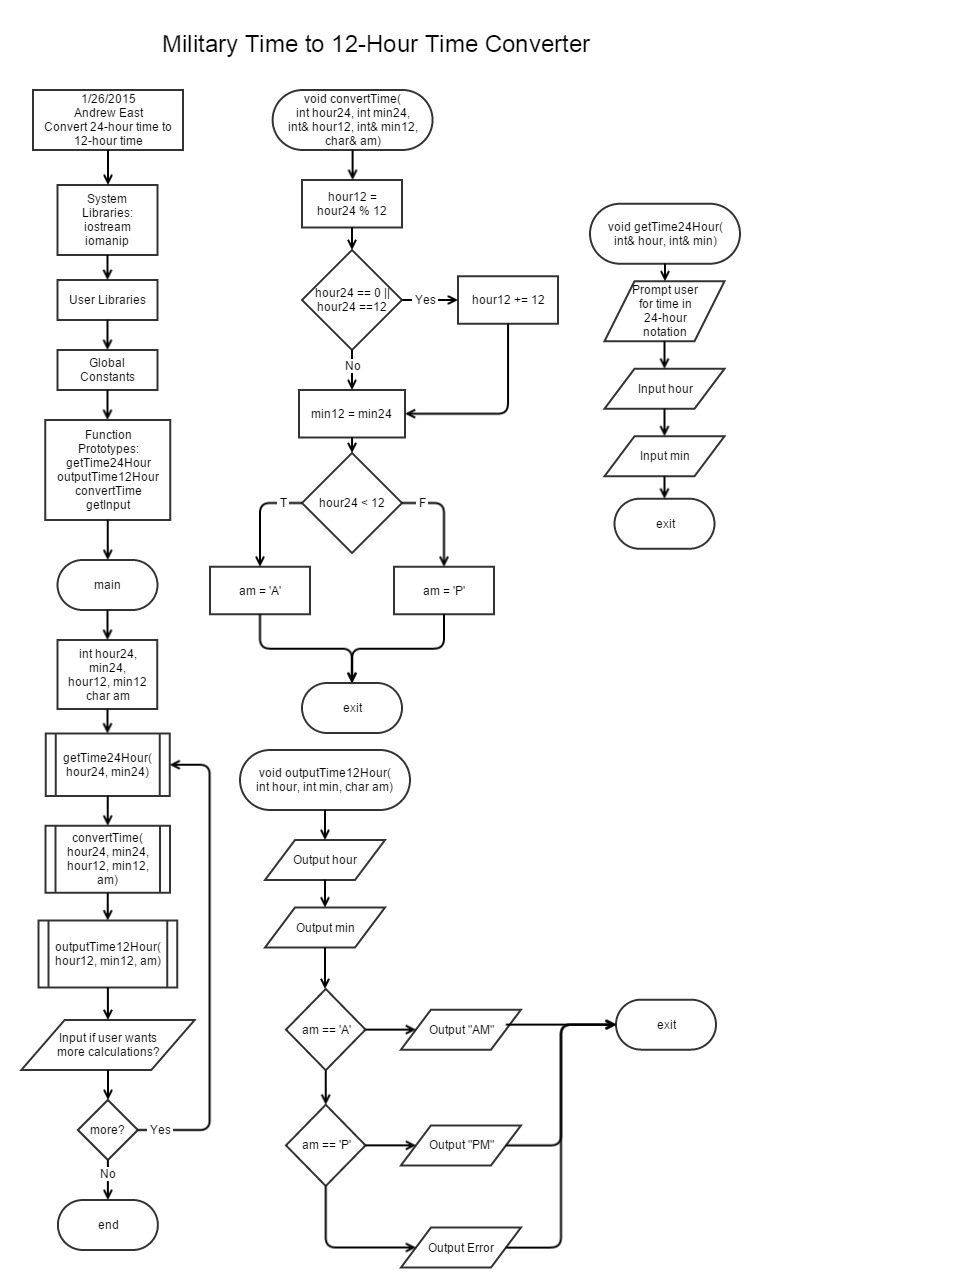 Military Time to 12-Hour Time Converter
1/26/2015
Andrew East
Convert 24-hour time to
12-hour time
System
Libraries:
iostream
iomanip
User Libraries
Global
Constants
Function
Prototypes:
getTime24Hour
outputTime12Hour
convertTime
getInput
main
int hour24,
min24,
hour12, min12
char am
getTime24Hour(
hour24, min24)
convertTime(
hour24, min24,
hour12, min12,
am)
outputTime12Hour(
hour12, min12, am)
Input if user wants
more calculations?
more?
Yes
No
end
void convertTime(
int hour24, int min24,
int& hour12, int& min12,
char& am)
hour12 =
hour24 % 12
hour24 == 0 ||
hour24 ==12
Yes
hour12 += 12
No
min12 = min24
hour24 < 12
T
F
am = 'A'
am = 'P'
exit
void outputTime12Hour(
int hour, int min, char am)
Output hour
Output min
am == 'A'
Output "AM"
exit
am == 'P'
Output "PM"
Output Error
void getTime24Hour(
int& hour, int& min)
Prompt user
for time in
24-hour
notation
Input hour
Input min
exit